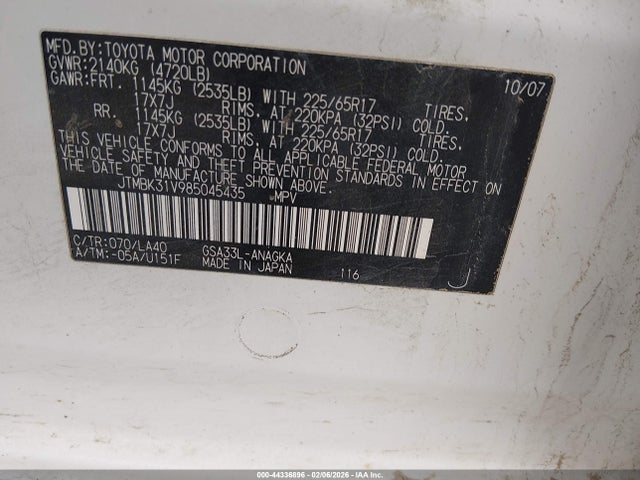 MFD.BY:TOYOTA MOTOR CORPORATION 10/07
GVWR:2140KG (4720LB)
GAWR:FRT. 1145KG (2535LB) WITH 225/65R17 TIRES,
17X7J RIMS, AT 220KPA (32PSI) COLD.
RR. 1145KG (2535LB) WITH 225/65R17 TIRES,
17X7J RIMS, AT 220KPA (32PSI) COLD.
THIS VEHICLE CONFORMS TO ALL APPLICABLE FEDERAL MOTOR
VEHICLE SAFETY AND THEFT PREVENTION STANDARDS IN EFFECT ON
THE DATE OF MANUFACTURE SHOWN ABOVE.
JTMBK31V985045435 MPV
C/TR:070/LA40 GSA33L-ANAGKA
A/TM:-05A/U151F MADE IN JAPAN 116 J
000-44336896 - 02/06/2026 - IAAI.COM